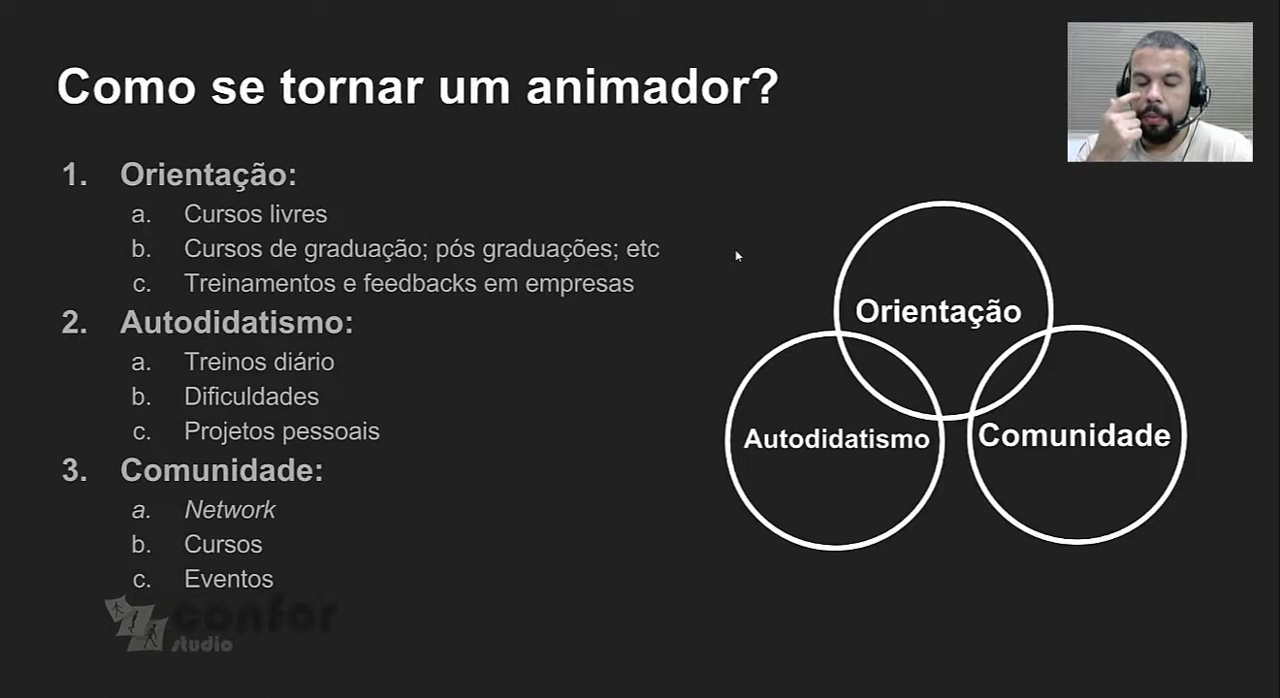 Como se tornar um animador?
1. Orientação:
a. Cursos livres
b. Cursos de graduação; pós graduações; etc
c. Treinamentos e feedbacks em empresas
2. Autodidatismo:
a. Treinos diário
b. Dificuldades
c. Projetos pessoais
3. Comunidade:
a. Network
b. Cursos
c. Eventos
Orientação
Autodidatismo
Comunidade
confor
studio